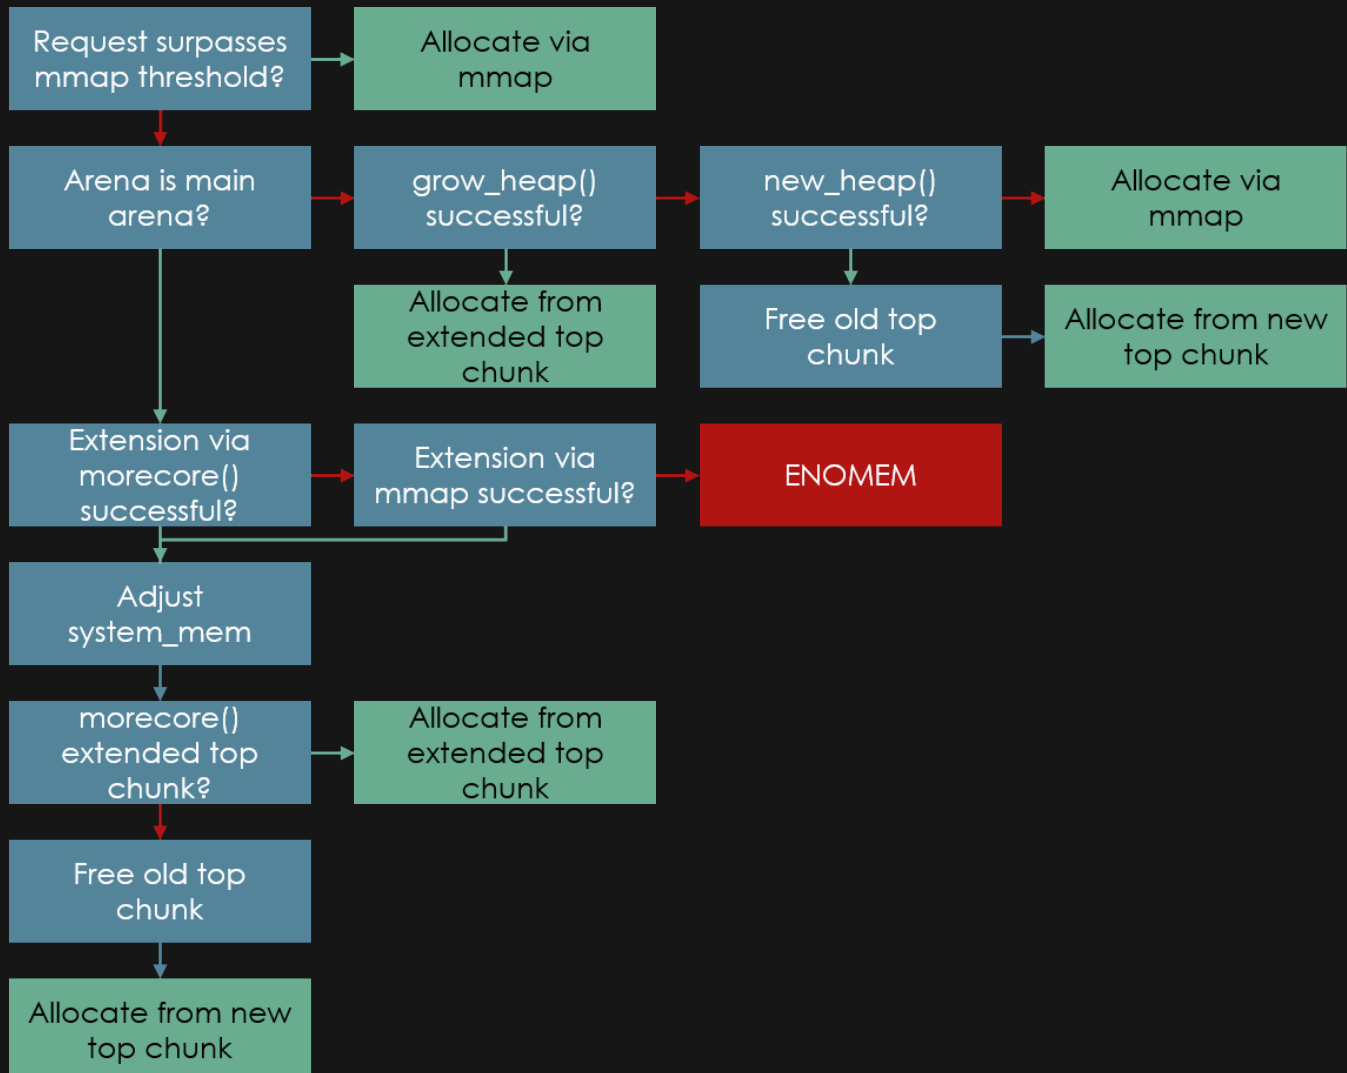 Request surpasses
mmap threshold?
Allocate via
mmap
Arena is main
arena?
grow_heap()
successful?
new_heap()
successful?
Allocate via
mmap
Allocate from
extended top
chunk
Free old top
chunk
Allocate from new
top chunk
Extension via
morecore()
successful?
Extension via
mmap successful?
ENOMEM
Adjust
system_mem
morecore()
extended top
chunk?
Allocate from
extended top
chunk
Free old top
chunk
Allocate from new
top chunk